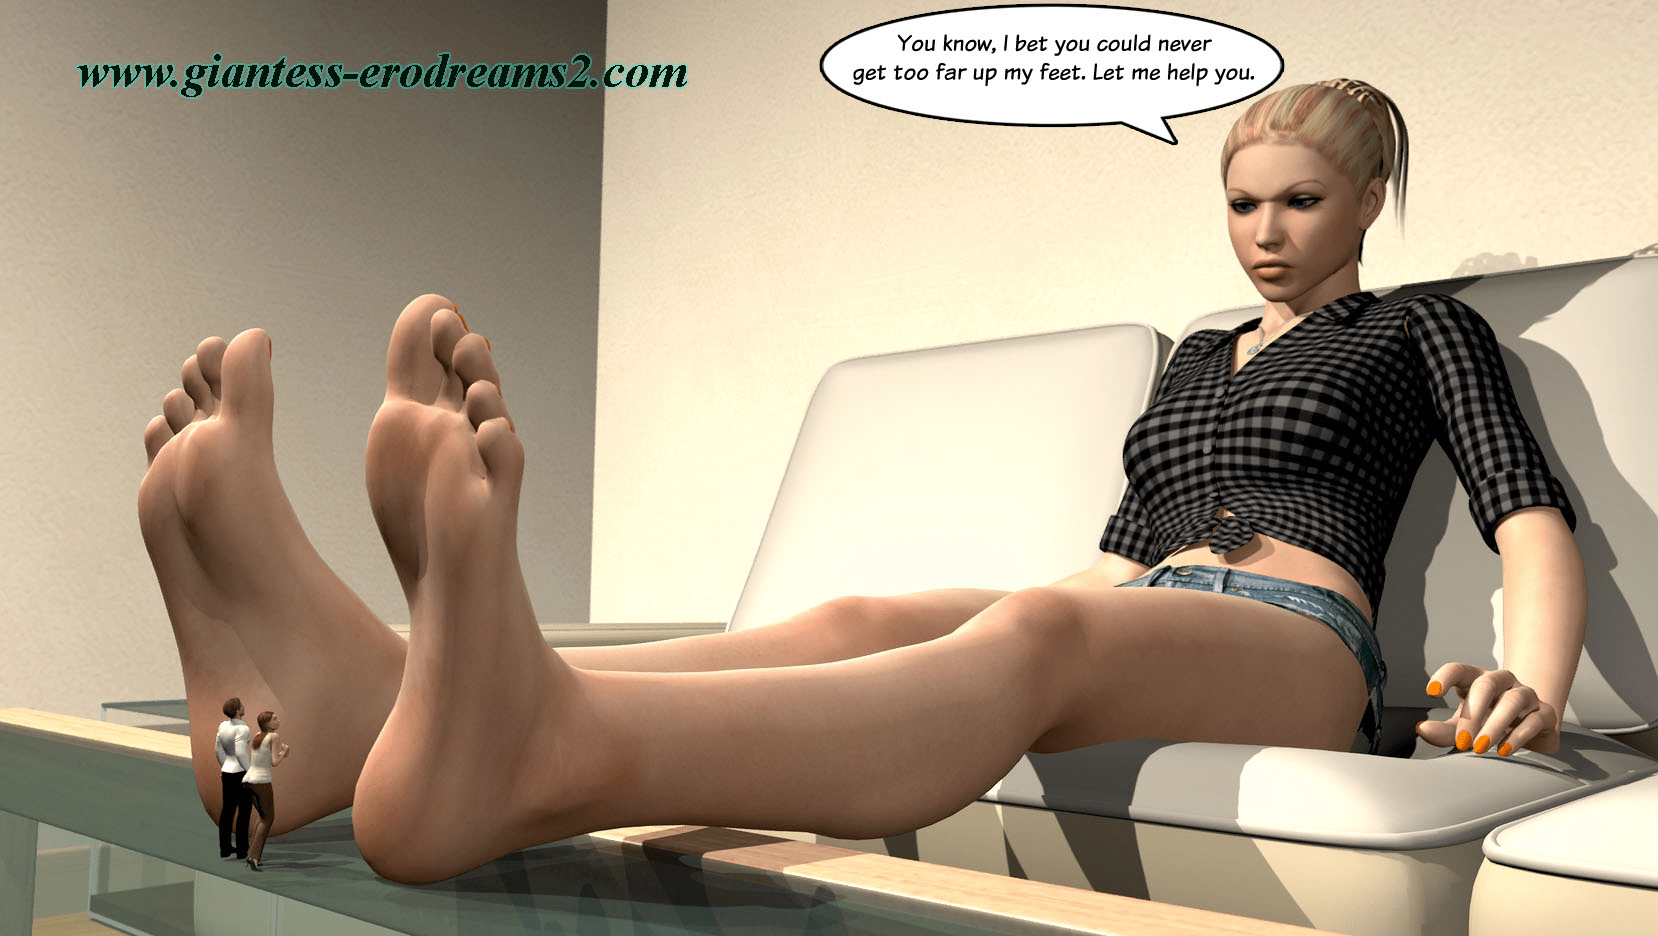 www.giantess-erodreams2.com
You know, I bet you could never
get too far up my feet. Let me help you.